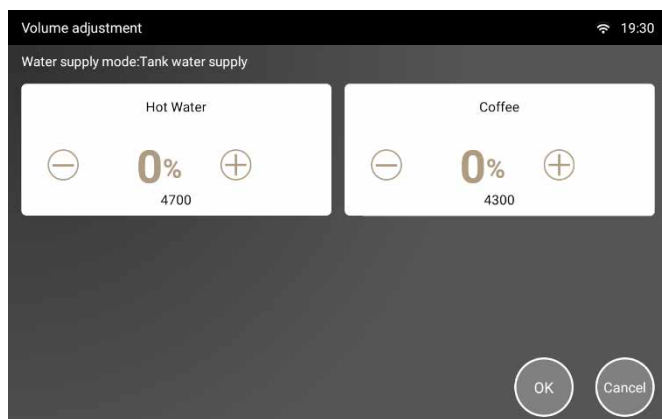 Volume adjustment 19:30
Water supply mode:Tank water supply
Hot Water
0%
4700
Coffee
0%
4300
OK
Cancel